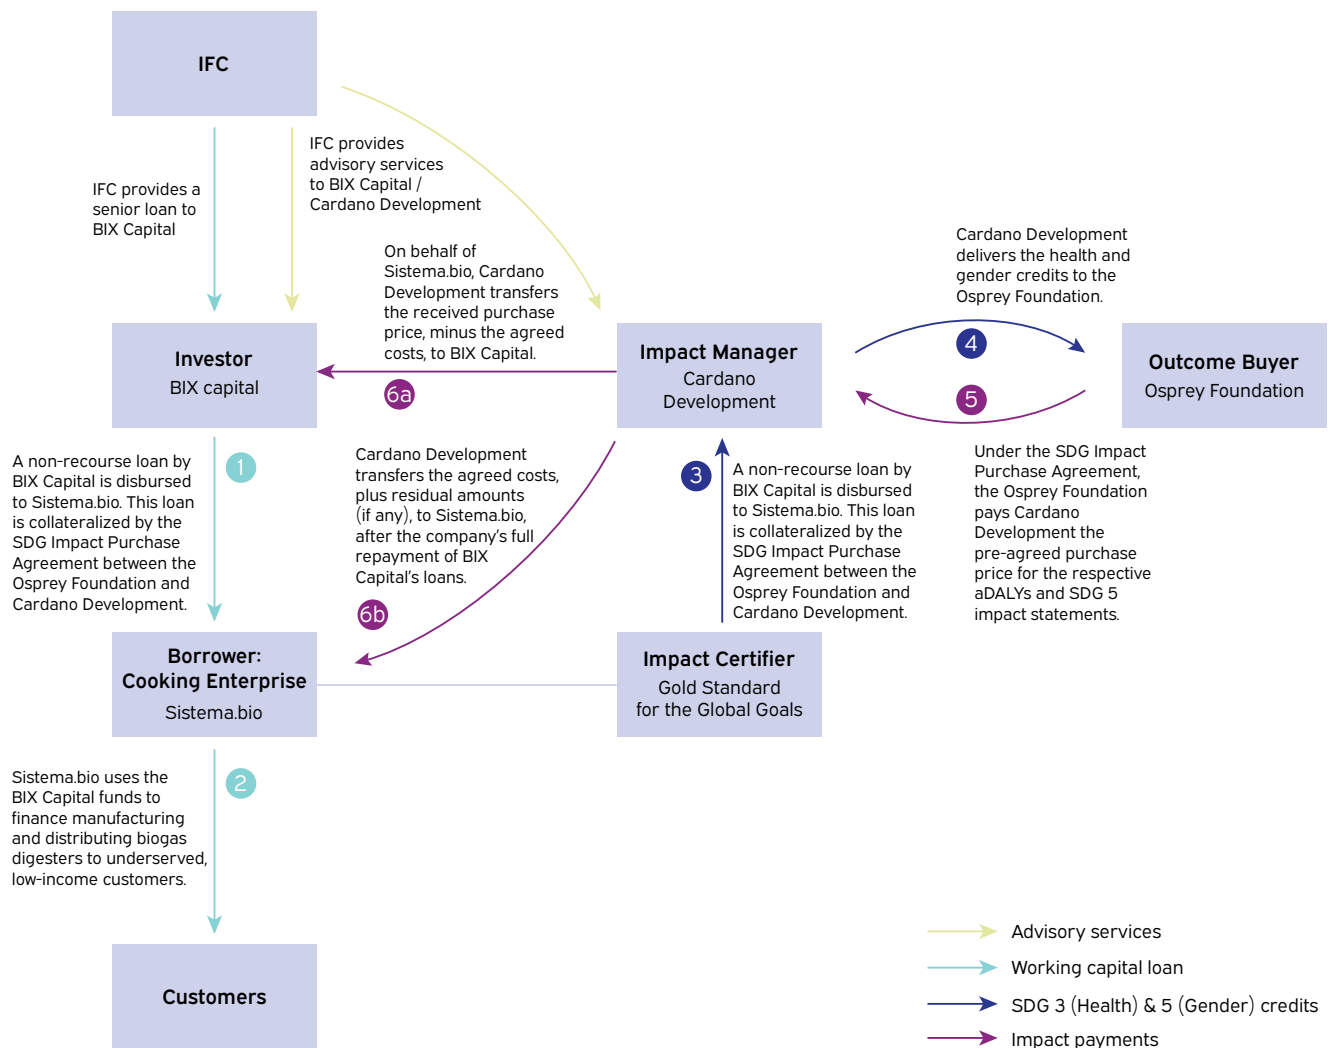 IFC
IFC provides a
senior loan to
BIX Capital
IFC provides
advisory services
to BIX Capital /
Cardano Development
On behalf of
Sistema.bio, Cardano
Development transfers
the received purchase
price, minus the agreed
costs, to BIX Capital.
6a
Cardano Development
delivers the health and
gender credits to the
Osprey Foundation.
4
Investor
BIX capital
Impact Manager
Cardano
Development
Outcome Buyer
Osprey Foundation
5
A non-recourse loan by
BIX Capital is disbursed
to Sistema.bio. This loan
is collateralized by the
SDG Impact Purchase
Agreement between the
Osprey Foundation and
Cardano Development.
1
Cardano Development
transfers the agreed costs,
plus residual amounts
(if any), to Sistema.bio,
after the company's full
repayment of BIX
Capital's loans.
6b
3
A non-recourse loan by
BIX Capital is disbursed
to Sistema.bio. This loan
is collateralized by the
SDG Impact Purchase
Agreement between the
Osprey Foundation and
Cardano Development.
Under the SDG Impact
Purchase Agreement,
the Osprey Foundation
pays Cardano
Development the
pre-agreed purchase
price for the respective
aDALYs and SDG 5
impact statements.
Borrower:
Cooking Enterprise
Sistema.bio
Impact Certifier
Gold Standard
for the Global Goals
Sistema.bio uses the
BIX Capital funds to
finance manufacturing
and distributing biogas
digesters to underserved,
low-income customers.
2
Customers
Advisory services
Working capital loan
SDG 3 (Health) & 5 (Gender) credits
Impact payments